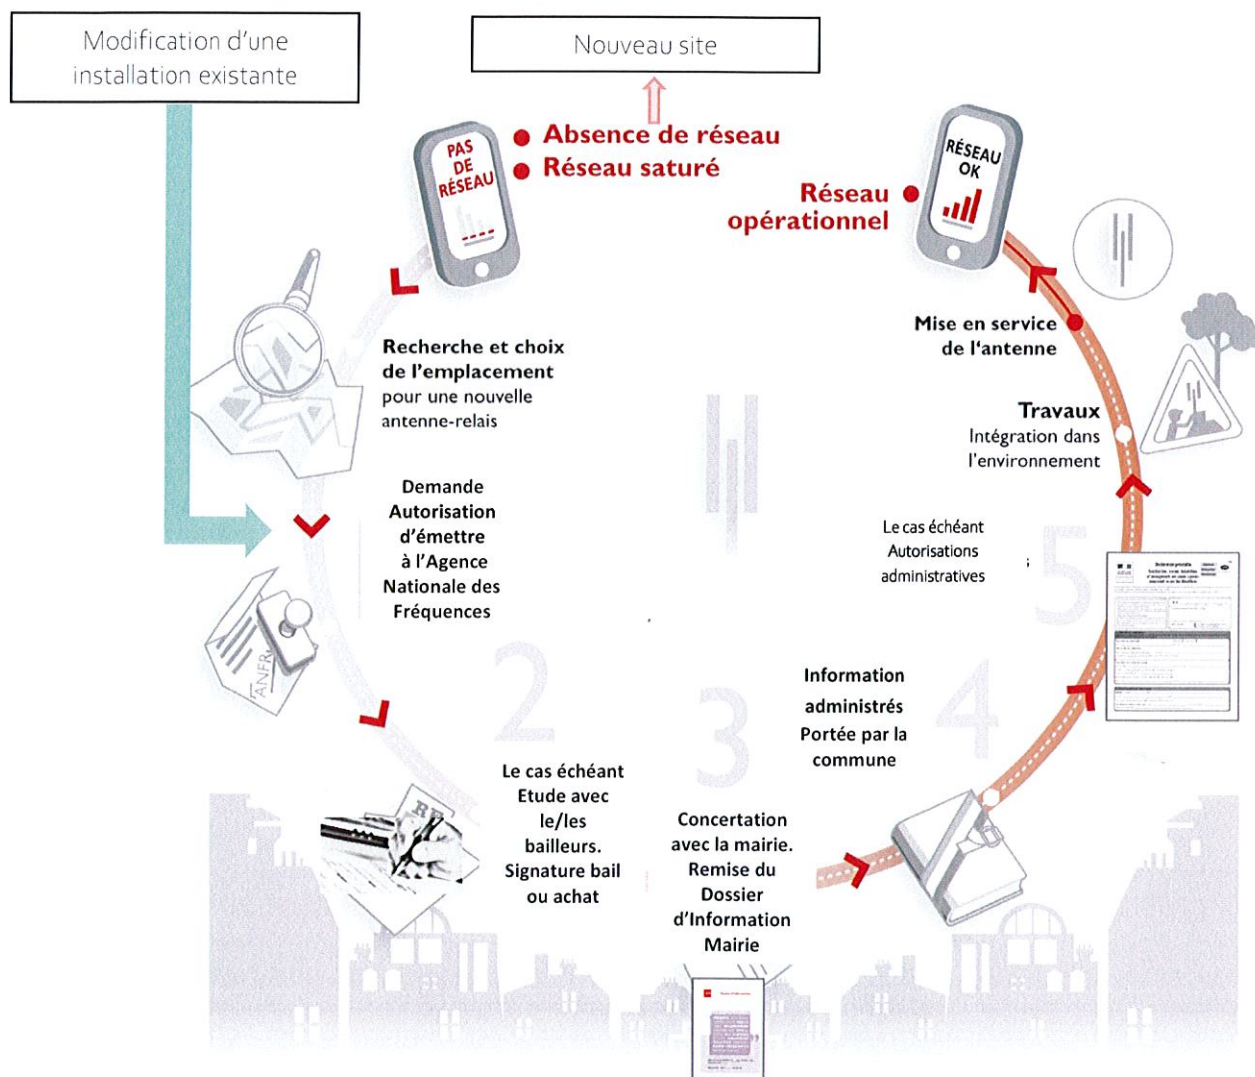 Modification d'une
installation existante
Nouveau site
Absence de réseau
Réseau saturé
PAS
DE
RÉSEAU
RÉSEAU
OK
Réseau
opérationnel
Recherche et choix
de l'emplacement
pour une nouvelle
antenne-relais
Demande
Autorisation
d'émettre
à l'Agence
Nationale des
Fréquences
ANFR
2
Le cas échéant
Etude avec
le/les
bailleurs.
Signature bail
ou achat
3
Concertation
avec la mairie.
Remise du
Dossier
d'Information
Mairie
4
Information
administrés
Portée par la
commune
5
Le cas échéant
Autorisations
administratives
Travaux
Intégration dans
l'environnement
Mise en service
de l'antenne